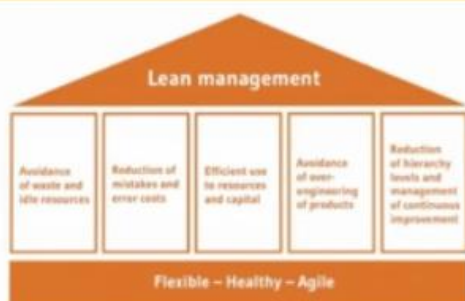 Lean management
Avoidance
of waste and
idle resources
Reduction of
mistakes and
error costs
Efficient use
to resources
and capital
Avoidance
of over-
engineering
of products
Reduction
of hierarchy
levels and
management
of continuous
improvement
Flexible – Healthy – Agile